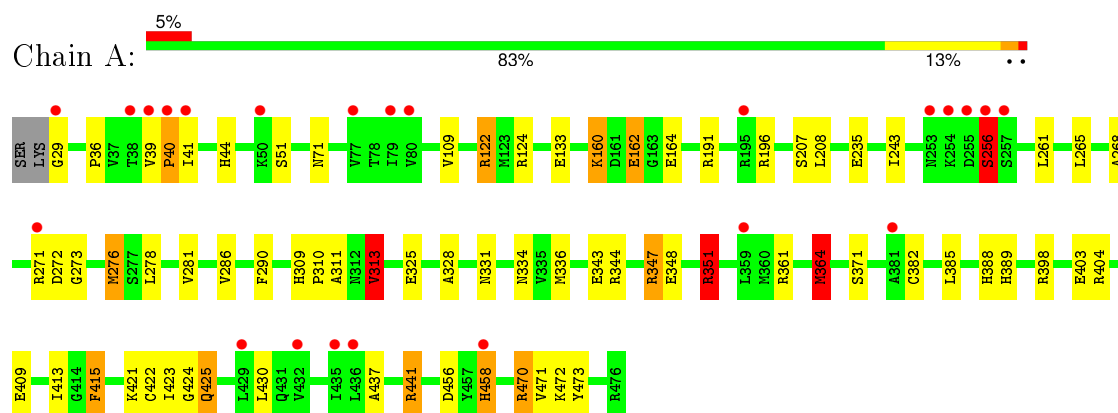 5%
Chain A:
83%
13%
• •
SER LYS G29 P36 V37 T38 V39 P40 I41 H44 K50 S51 N71 V77 T78 I79 V80 V109 R122 M123 R124 E133 K160 D161 E162 G163 E164 R191 R195 R196 S207 L208 E235 I243 N253 K254 D255 S256 S257 L261 L265 A268
R271 D272 G273 M276 S277 L278 V281 V286 F290 H309 P310 A311 N312 V313 E325 A328 N331 N334 V335 M336 E343 R344 R347 E348 R351 L359 M360 R361 M364 S371 A381 C382 L385 H388 H389 R398 E403 R404
E409 I413 G414 F415 K421 C422 I423 G424 Q425 L429 L430 Q431 V432 I435 L436 A437 R441 D456 Y457 H458 R470 V471 K472 Y473 R476